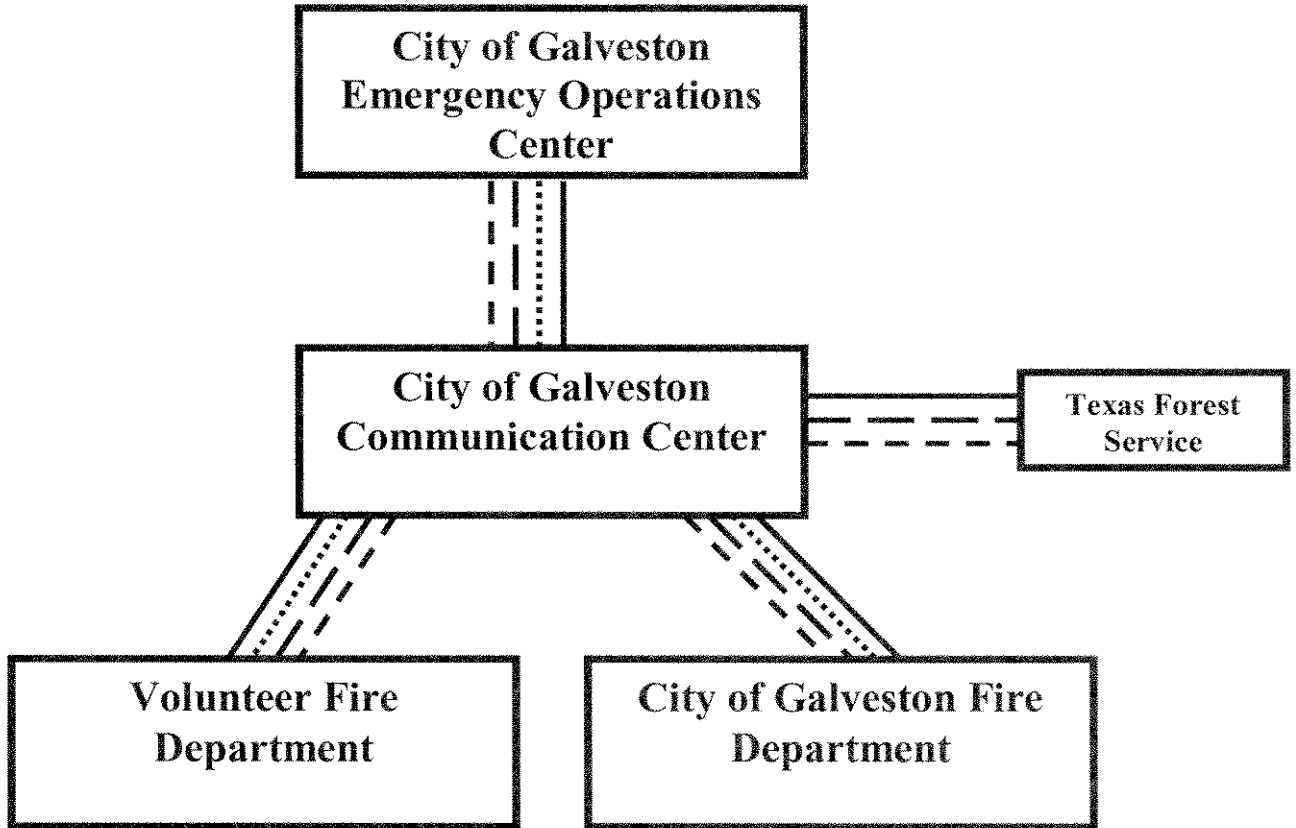 City of Galveston
Emergency Operations
Center
City of Galveston
Communication Center
Texas Forest
Service
Volunteer Fire
Department
City of Galveston Fire
Department